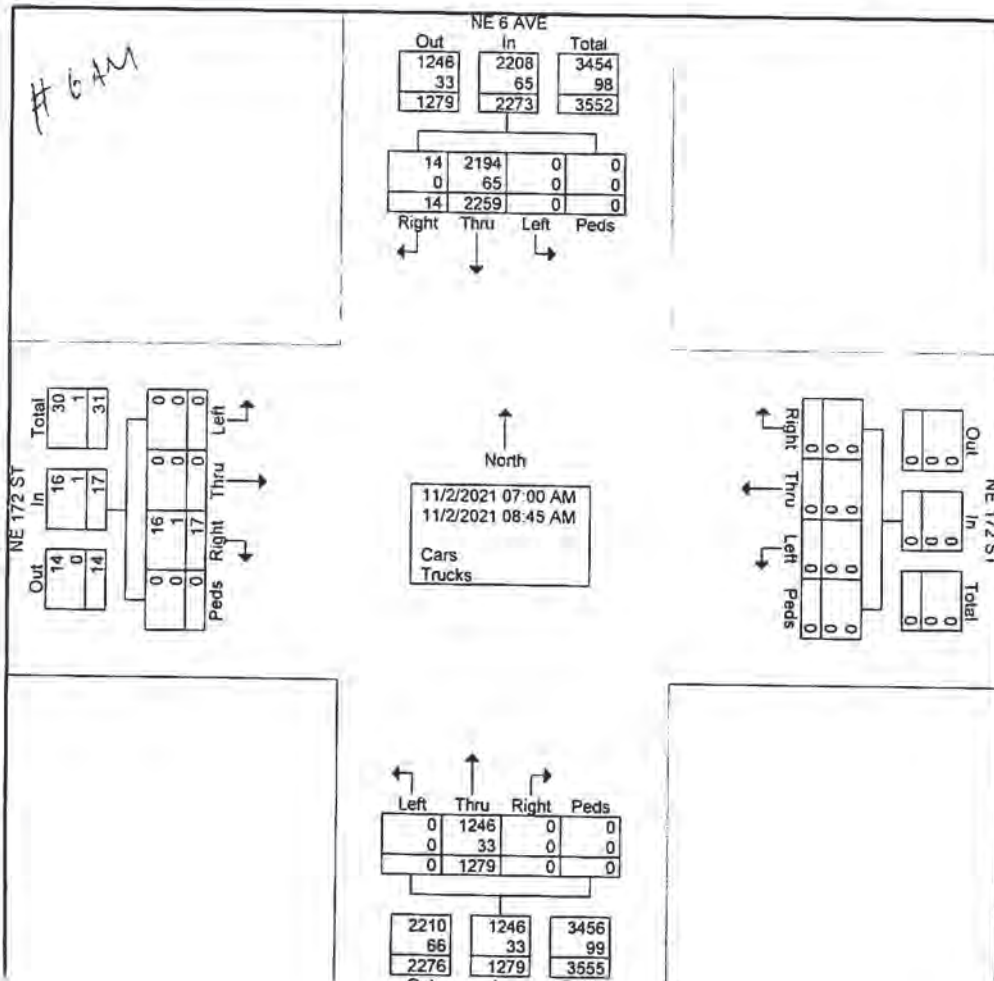 # 6 AM
NE 6 AVE
Out In Total
1246 2208 3454
33 65 98
1279 2273 3552
14 2194 0 0
0 65 0 0
14 2259 0 0
Right Thru Left Peds
NE 172 ST
Total In Out
30 1 31
16 1 17
14 0 14
Left Thru Right Peds
0 0 0
0 0 0
16 1 17
0 0 0
North
11/2/2021 07:00 AM
11/2/2021 08:45 AM
Cars
Trucks
Right Thru Left Peds
0 0 0
0 0 0
0 0 0
0 0 0
NE 172 ST
Out In Total
0 0 0
0 0 0
0 0 0
Left Thru Right Peds
0 1246 0 0
0 33 0 0
0 1279 0 0
2210 1246 3456
66 33 99
2276 1279 3555